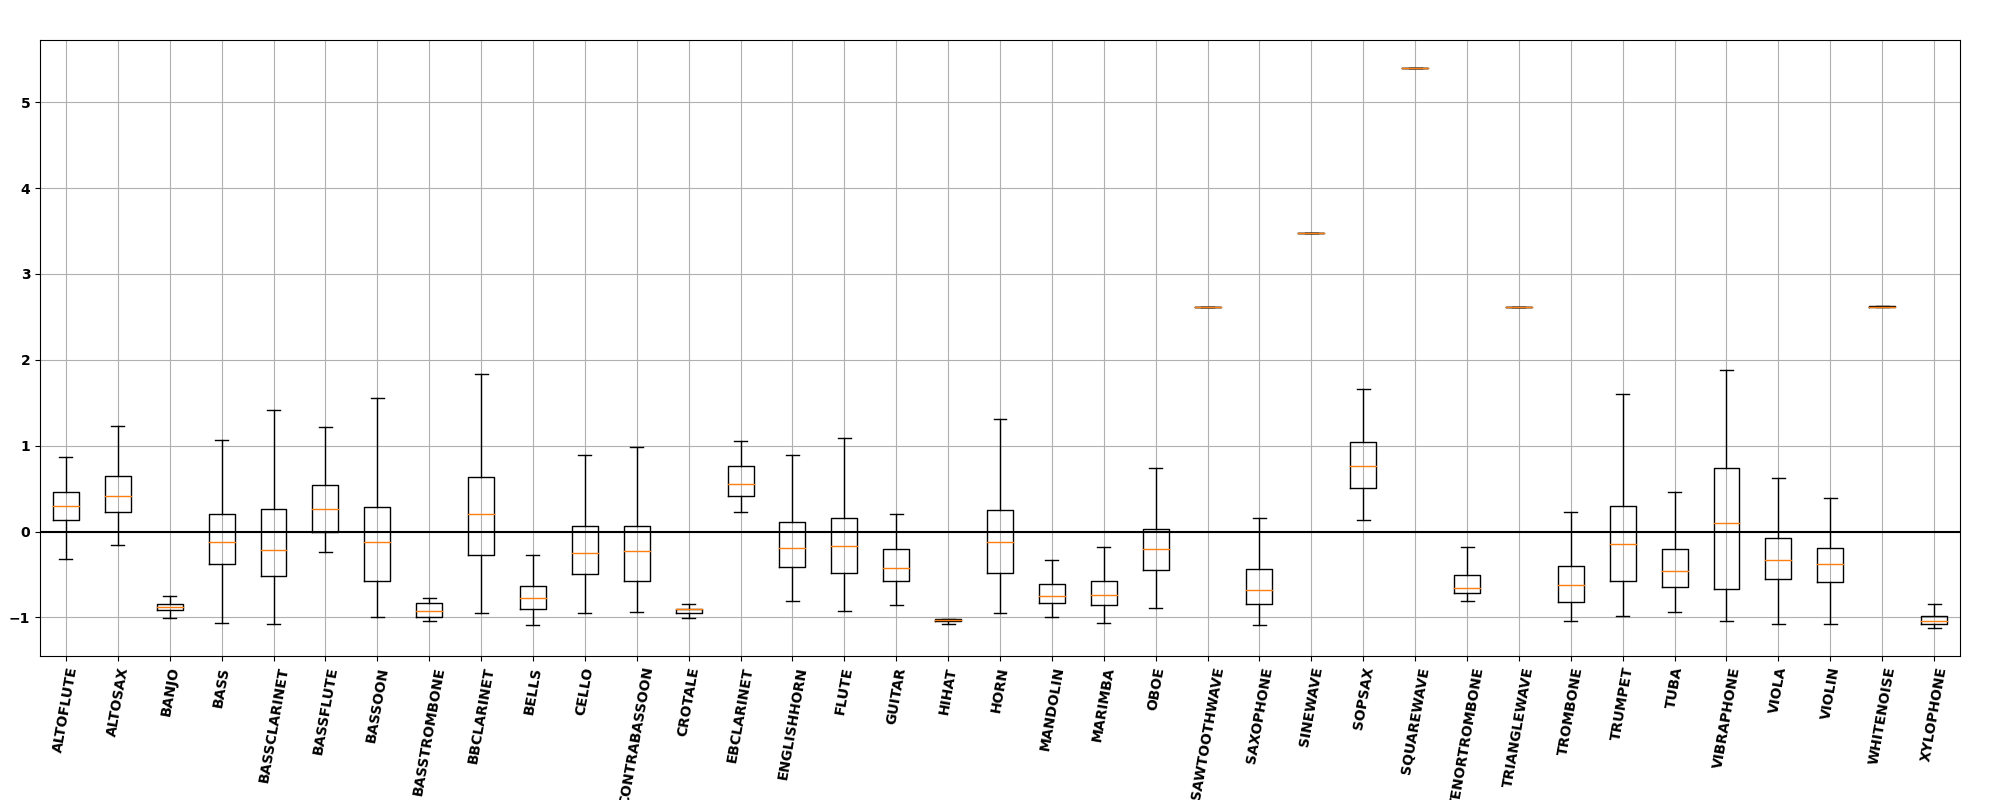 5
4
3
2
1
0
−1
ALTOFLUTE
ALTOSAX
BANJO
BASS
BASSCLARINET
BASSFLUTE
BASSOON
BASSTROMBONE
BBCLARINET
BELLS
CELLO
CONTRABASSOON
CROTALE
EBCLARINET
ENGLISHHORN
FLUTE
GUITAR
HIHAT
HORN
MANDOLIN
MARIMBA
OBOE
SAWTOOTHWAVE
SAXOPHONE
SINEWAVE
SOPSAX
SQUAREWAVE
TENORTROMBONE
TRIANGLEWAVE
TROMBONE
TRUMPET
TUBA
VIBRAPHONE
VIOLA
VIOLIN
WHITENOISE
XYLOPHONE